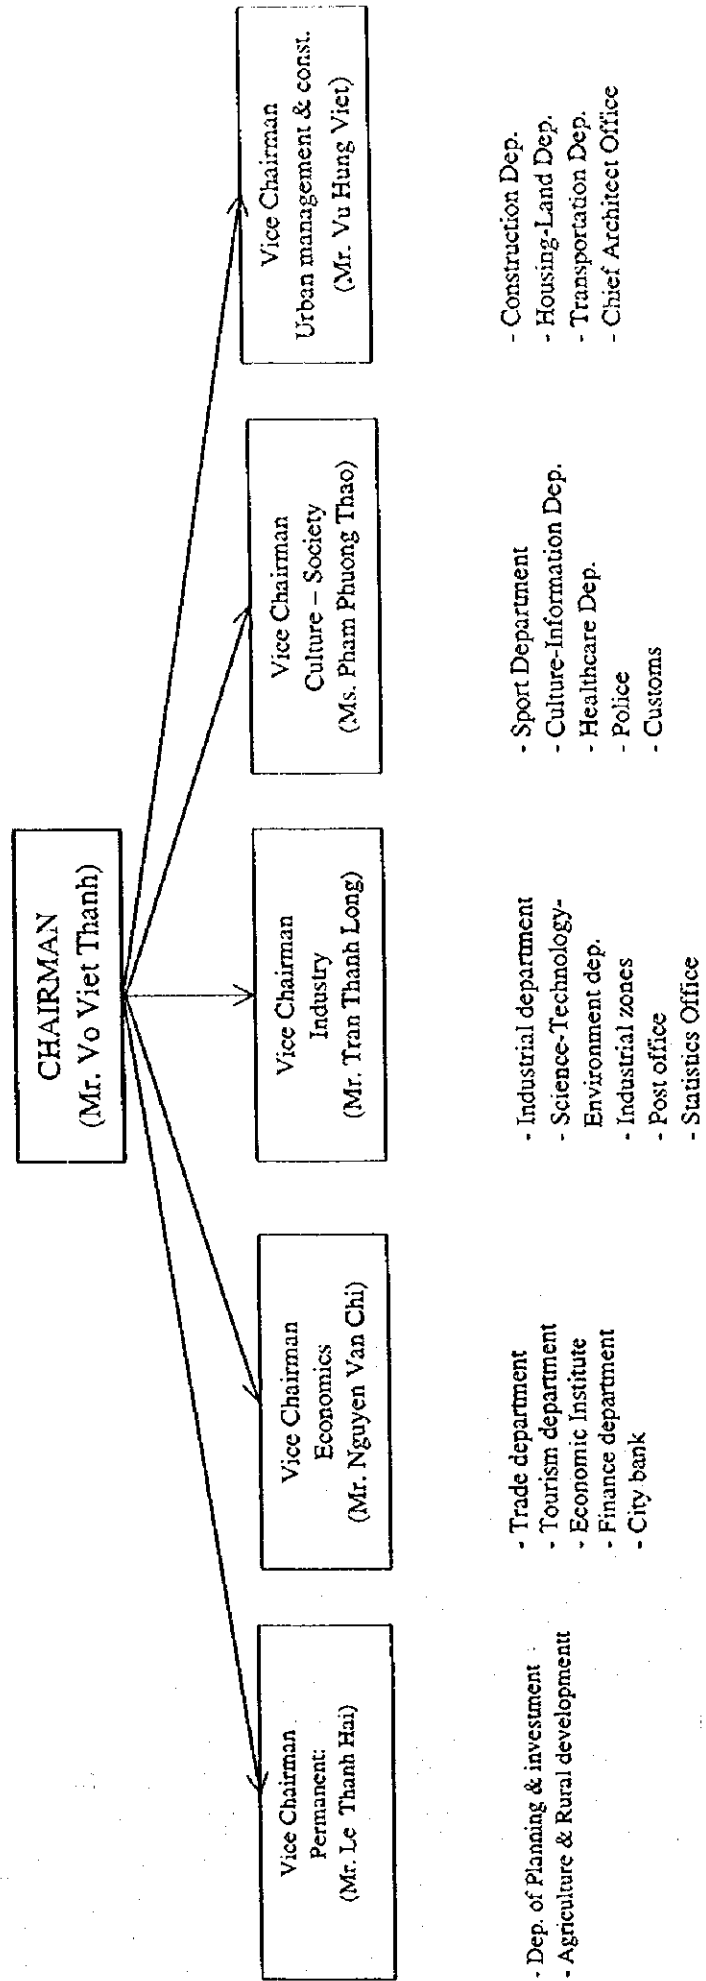 CHAIRMAN
(Mr. Vo Viet Thanh)
Vice Chairman
Permanent:
(Mr. Le Thanh Hai)
- Dep. of Planning & investment
- Agriculture & Rural developmentt
Vice Chairman
Economics
(Mr. Nguyen Van Chi)
- Trade department
- Tourism department
- Economic Institute
- Finance department
- City bank
Vice Chairman
Industry
(Mr. Tran Thanh Long)
- Industrial department
- Science-Technology-
Environment dep.
- Industrial zones
- Post office
- Statistics Office
Vice Chairman
Culture – Society
(Ms. Pham Phuong Thao)
- Sport Department
- Culture-Information Dep.
- Healthcare Dep.
- Police
- Customs
Vice Chairman
Urban management & const.
(Mr. Vu Hung Viet)
- Construction Dep.
- Housing-Land Dep.
- Transportation Dep.
- Chief Architect Office